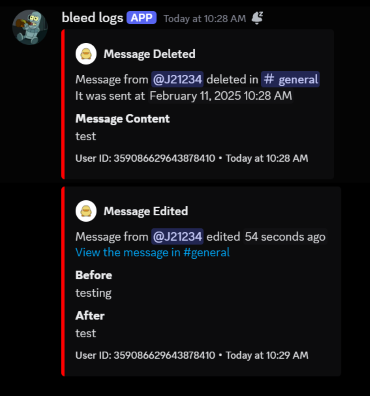 bleed logs APP Today at 10:28 AM
Message Deleted
Message from @J21234 deleted in # general
It was sent at February 11, 2025 10:28 AM
Message Content
test
User ID: 359086629643878410 • Today at 10:28 AM
Message Edited
Message from @J21234 edited 54 seconds ago
View the message in #general
Before
testing
After
test
User ID: 359086629643878410 • Today at 10:29 AM